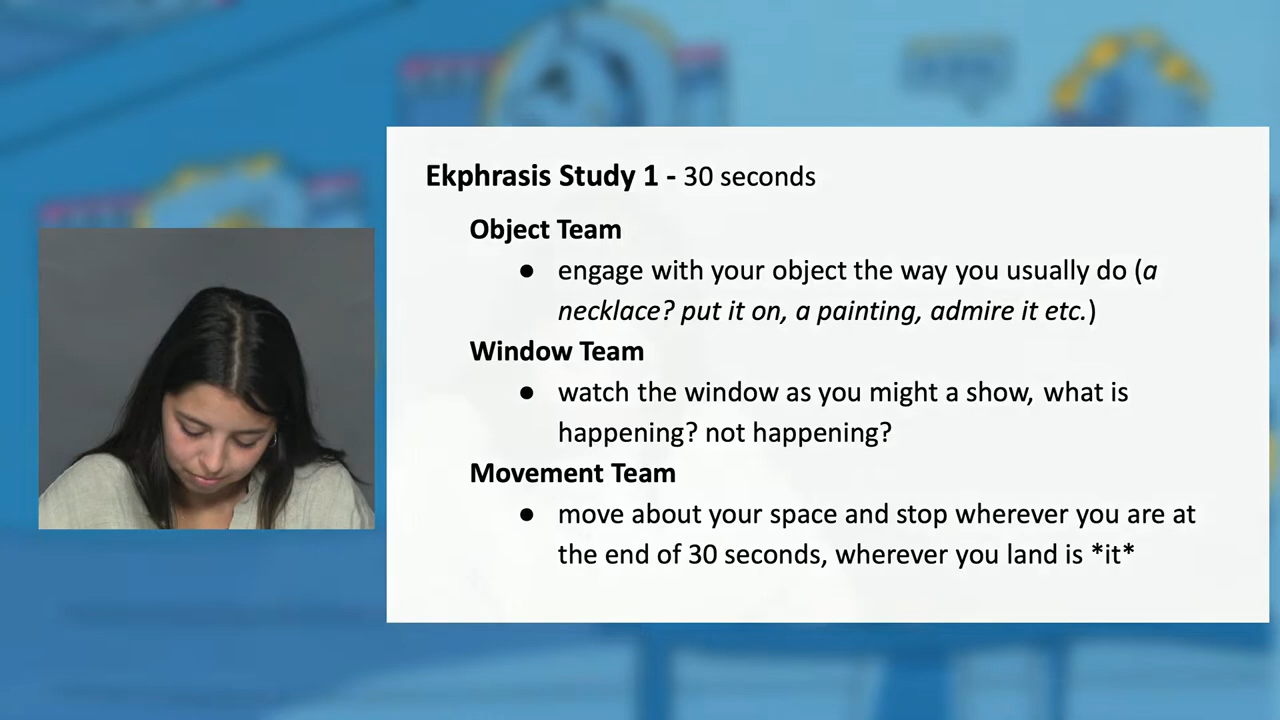 Ekphrasis Study 1 - 30 seconds
Object Team
● engage with your object the way you usually do (a
necklace? put it on, a painting, admire it etc.)
Window Team
● watch the window as you might a show, what is
happening? not happening?
Movement Team
● move about your space and stop wherever you are at
the end of 30 seconds, wherever you land is *it*